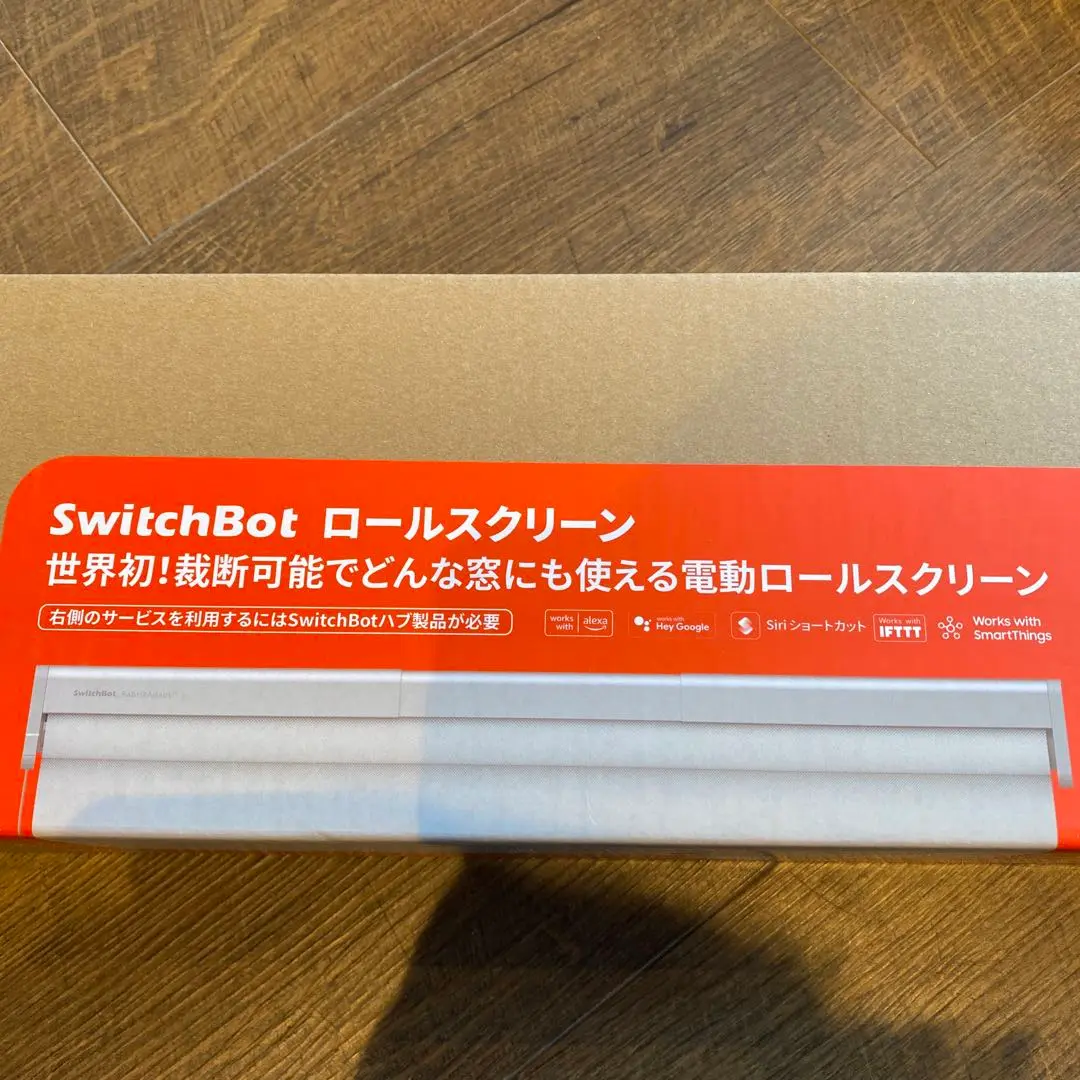 SwitchBot ロールスクリーン
世界初!裁断可能でどんな窓にも使える電動ロールスクリーン
右側のサービスを利用するにはSwitchBotハブ製品が必要
works with alexa
works with Hey Google
Siri ショートカット
Works with IFTTT
Works with SmartThings
SwitchBot